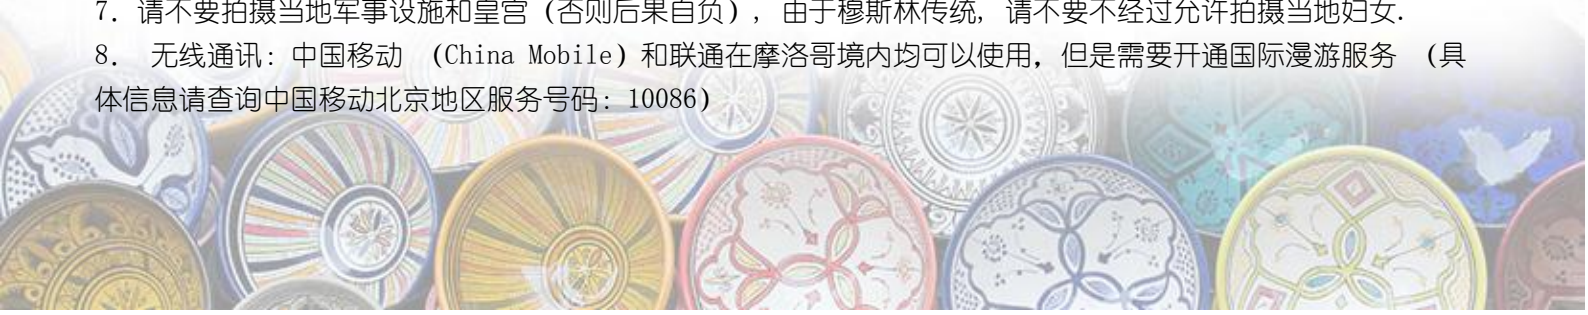 7. 请不要拍摄当地军事设施和皇宫（否则后果自负）, 由于穆斯林传统, 请不要不经过允许拍摄当地妇女.
8. 无线通讯: 中国移动 （China Mobile）和联通在摩洛哥境内均可以使用，但是需要开通国际漫游服务 （具
体信息请查询中国移动北京地区服务号码: 10086）